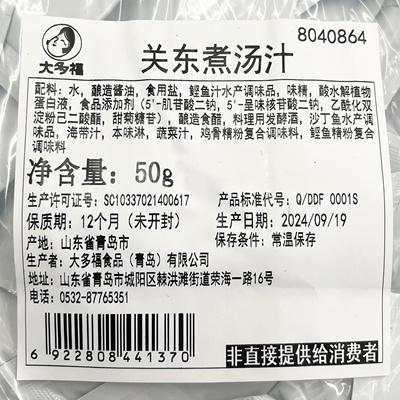 大多福
关东煮汤汁
8040864
配料：水，酿造酱油，食用盐，鲣鱼汁水产调味品，味精，酸水解植物
蛋白液，食品添加剂（5'-肌苷酸二钠，5'-呈味核苷酸二钠，乙酰化双
淀粉己二酸酯，甜菊糖苷），酿造食醋，料理用发酵酒，沙丁鱼水产调味
品，海带汁，本味淋，蔬菜汁，鸡骨精粉复合调味料，鲣鱼精粉复合
调味料
净含量：50g
生产许可证号：SC10337021400617
产品标准代号：Q/DDF 0001S
保质期：12个月（未开封）
生产日期：2024/09/19
产地：山东省青岛市
保存条件：常温保存
生产者：大多福食品（青岛）有限公司
地址：山东省青岛市城阳区棘洪滩街道荣海一路16号
电话：0532-87765351
6 922808 441370
非直接提供给消费者